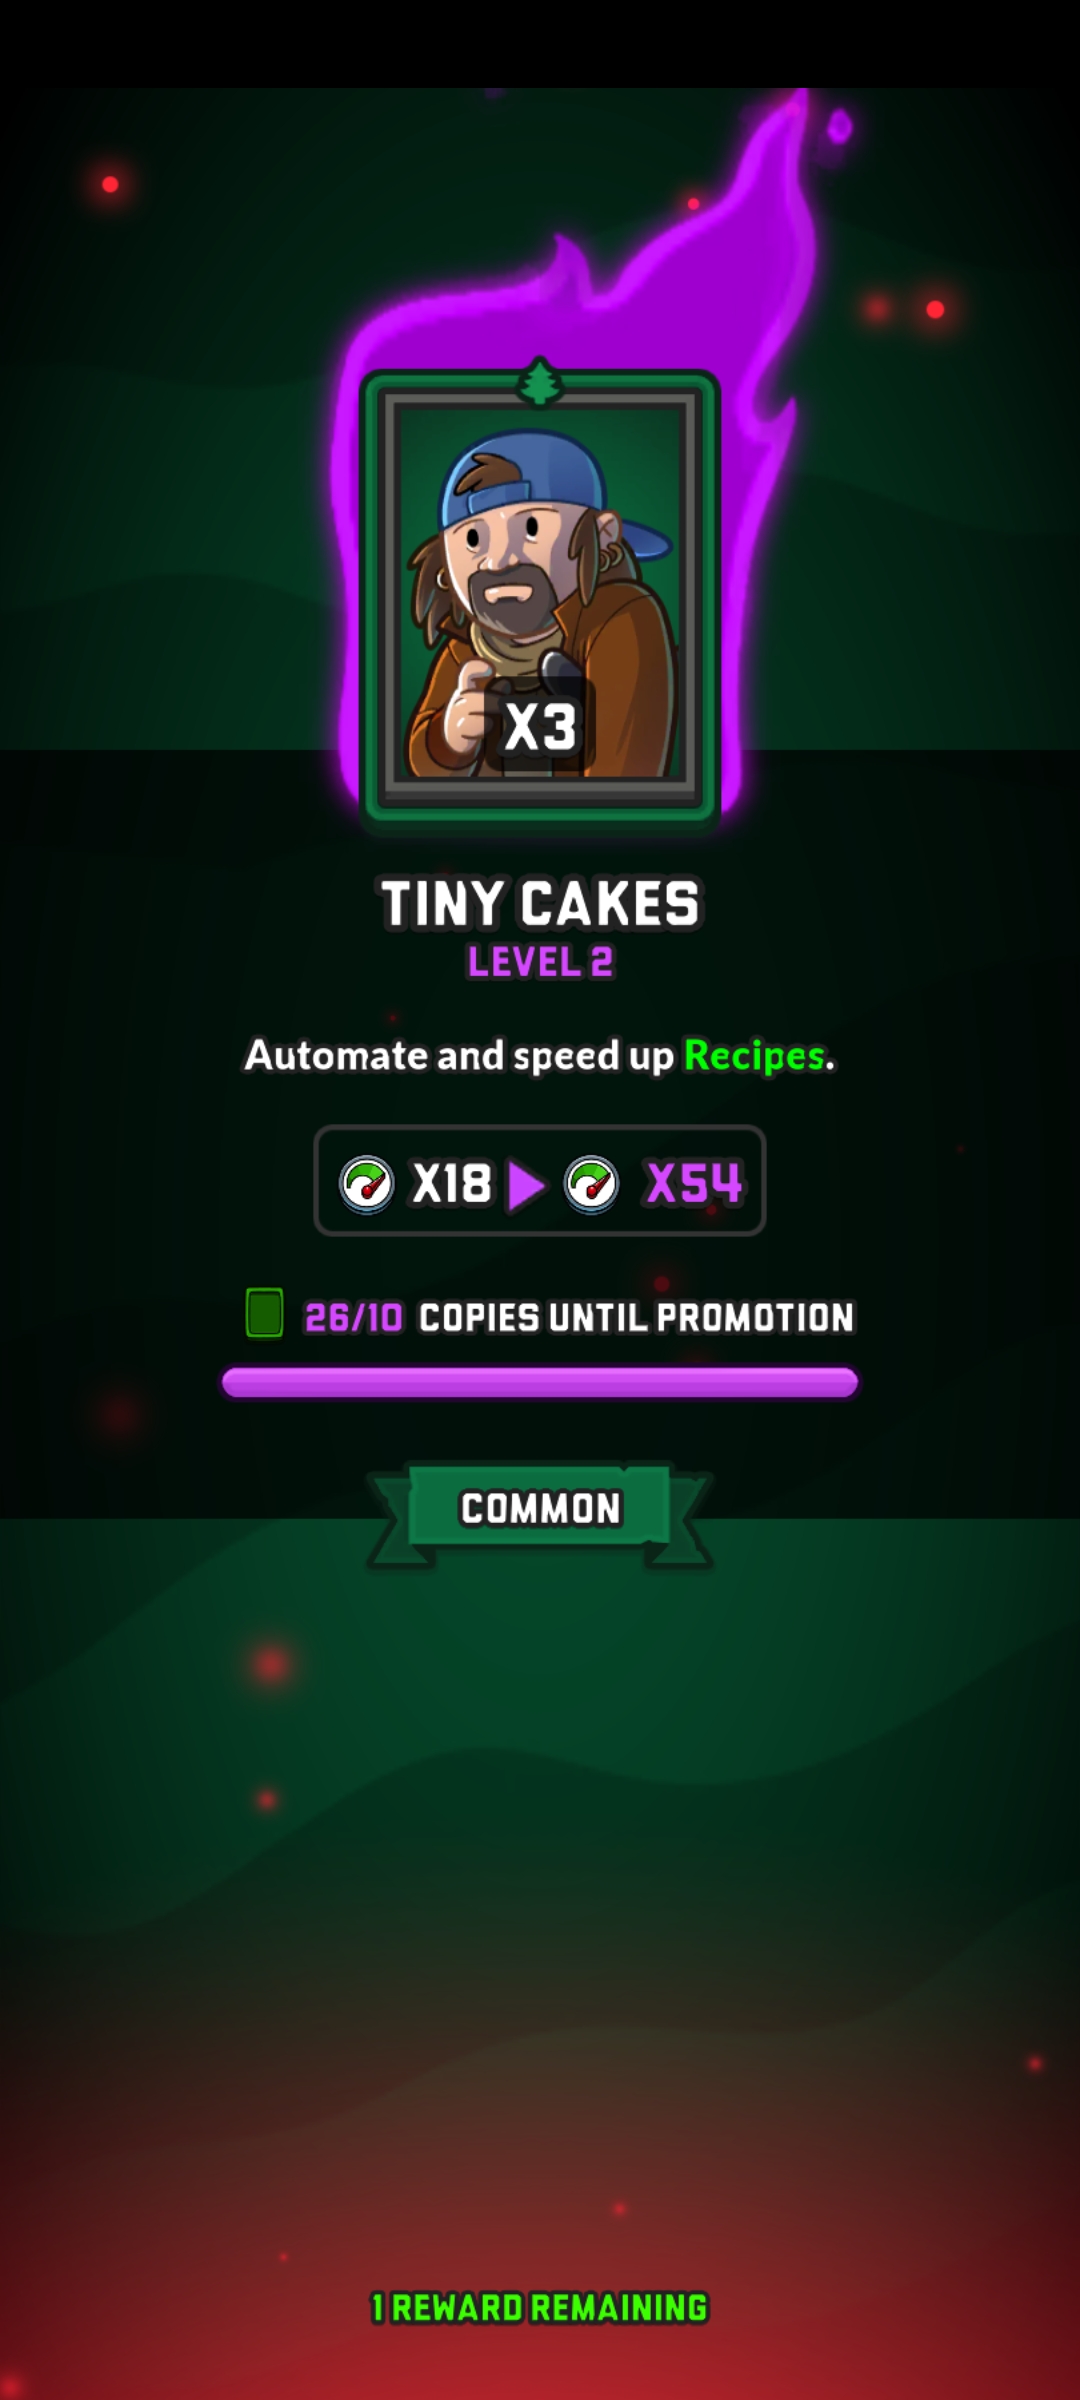 X3
TINY CAKES
LEVEL 2
Automate and speed up Recipes.
X18 X54
26/10 COPIES UNTIL PROMOTION
COMMON
1 REWARD REMAINING